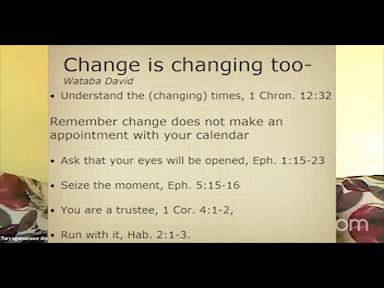 Change is changing too-
Wataba David
• Understand the (changing) times, 1 Chron. 12:32
Remember change does not make an
appointment with your calendar
• Ask that your eyes will be opened, Eph. 1:15-23
• Seize the moment, Eph. 5:15-16
• You are a trustee, 1 Cor. 4:1-2,
• Run with it, Hab. 2:1-3.
om